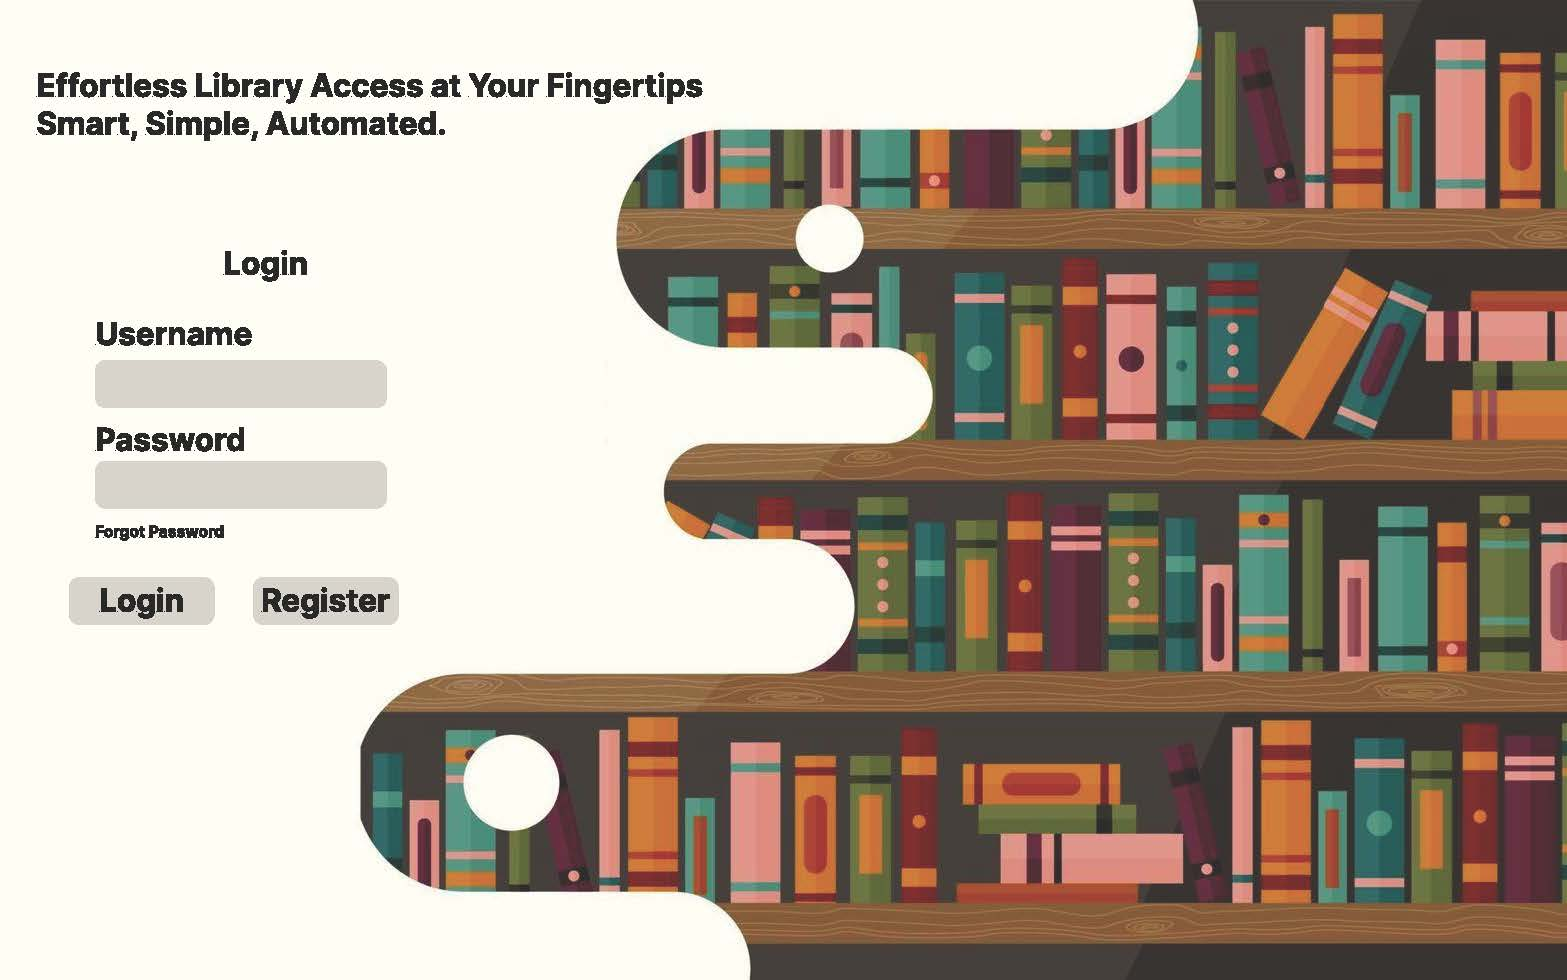 Effortless Library Access at Your Fingertips
Smart, Simple, Automated.
Login
Username
Password
Forgot Password
Login
Register